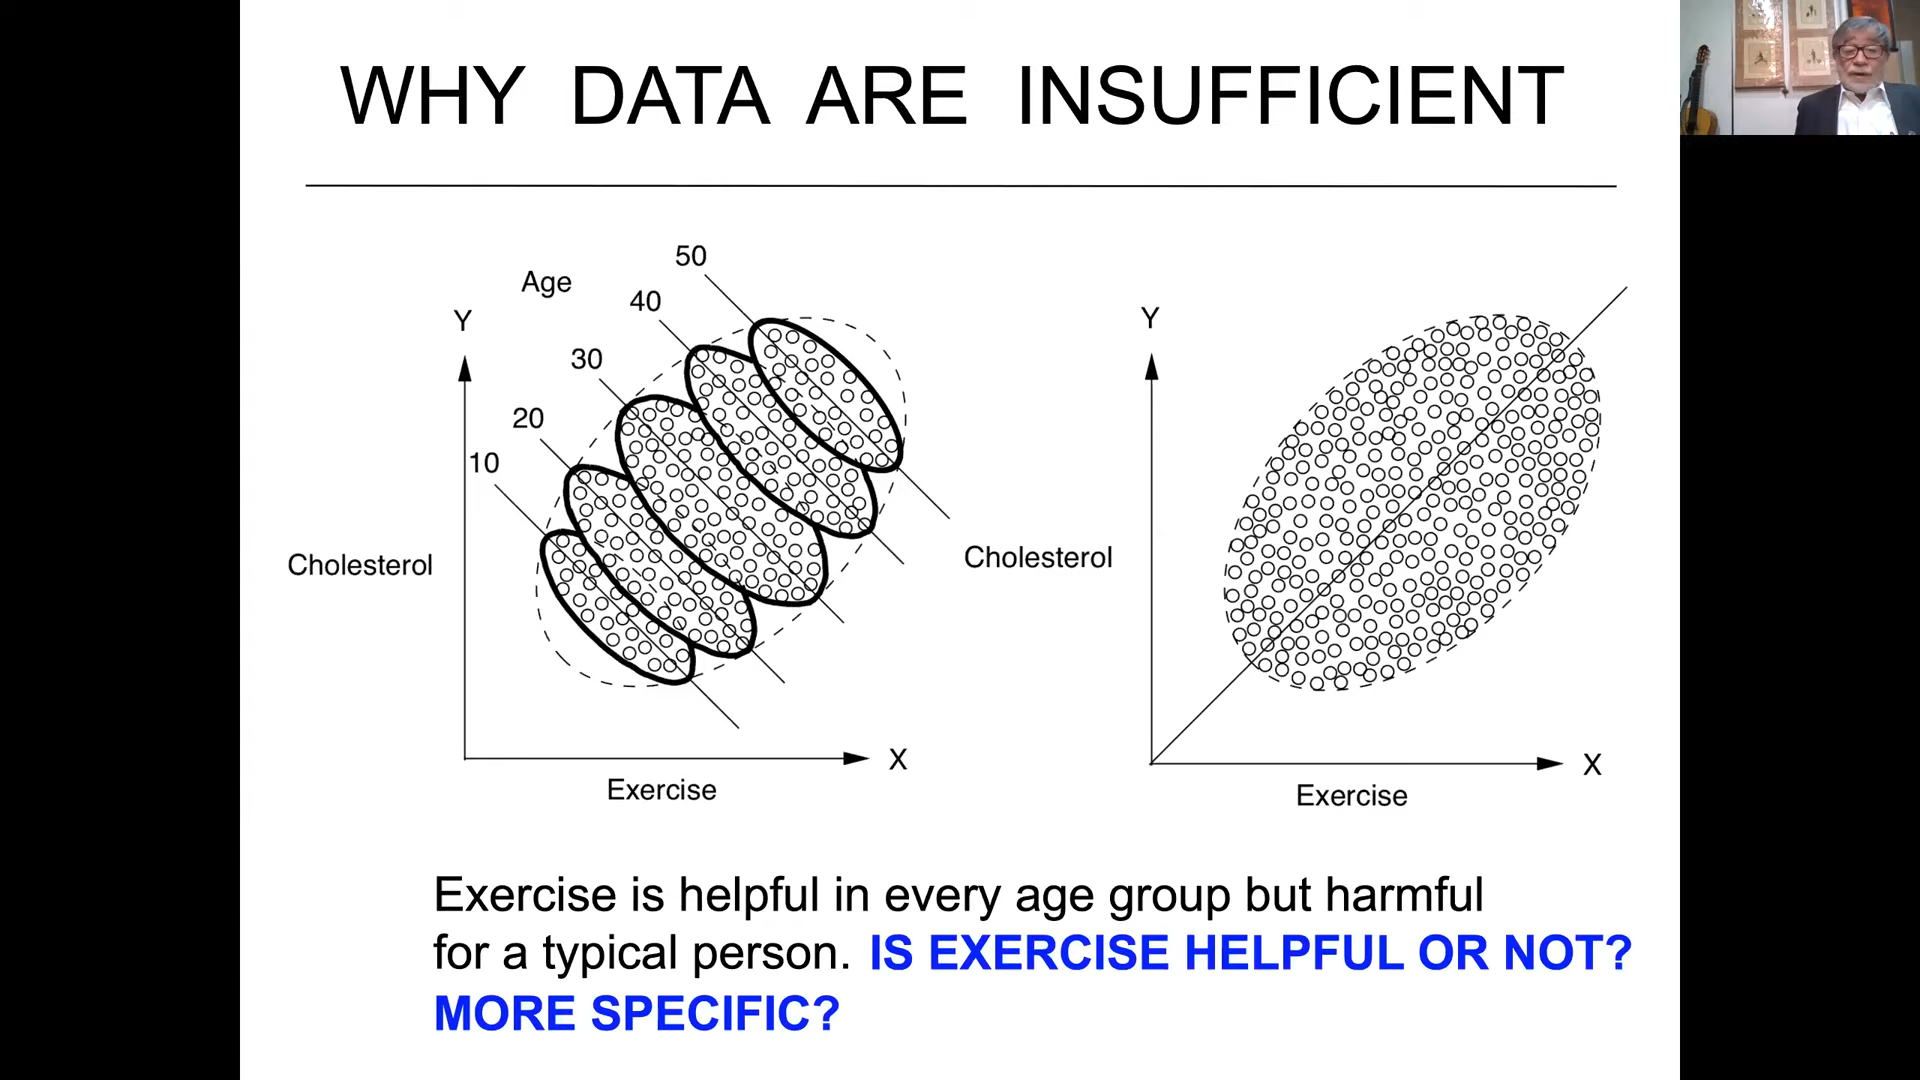 WHY DATA ARE INSUFFICIENT
Age
50
40
30
20
10
Y
Cholesterol
X
Exercise
Y
Cholesterol
X
Exercise
Exercise is helpful in every age group but harmful
for a typical person. IS EXERCISE HELPFUL OR NOT?
MORE SPECIFIC?